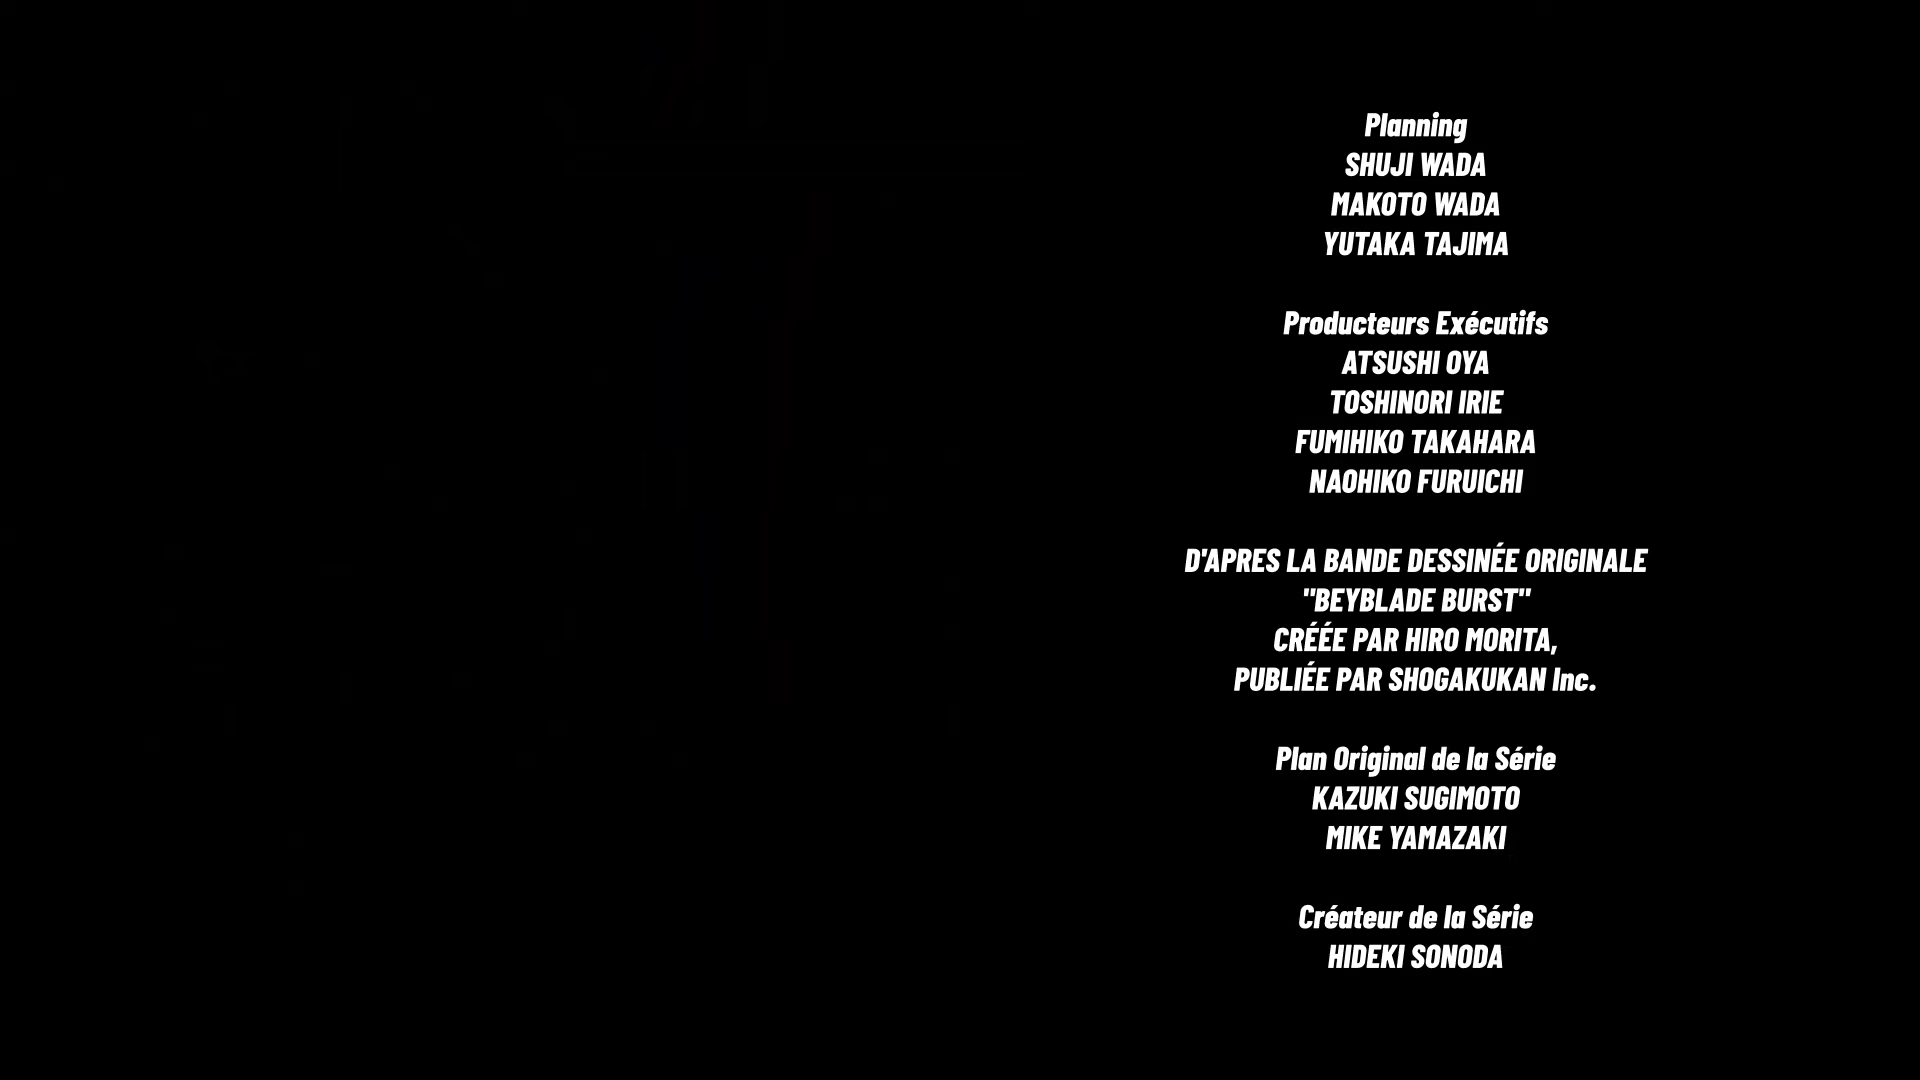 Planning
SHUJI WADA
MAKOTO WADA
YUTAKA TAJIMA
Producteurs Exécutifs
ATSUSHI OYA
TOSHINORI IRIE
FUMIHIKO TAKAHARA
NAOHIKO FURUICHI
D'APRES LA BANDE DESSINÉE ORIGINALE
"BEYBLADE BURST"
CRÉÉE PAR HIRO MORITA,
PUBLIÉE PAR SHOGAKUKAN Inc.
Plan Original de la Série
KAZUKI SUGIMOTO
MIKE YAMAZAKI
Créateur de la Série
HIDEKI SONODA